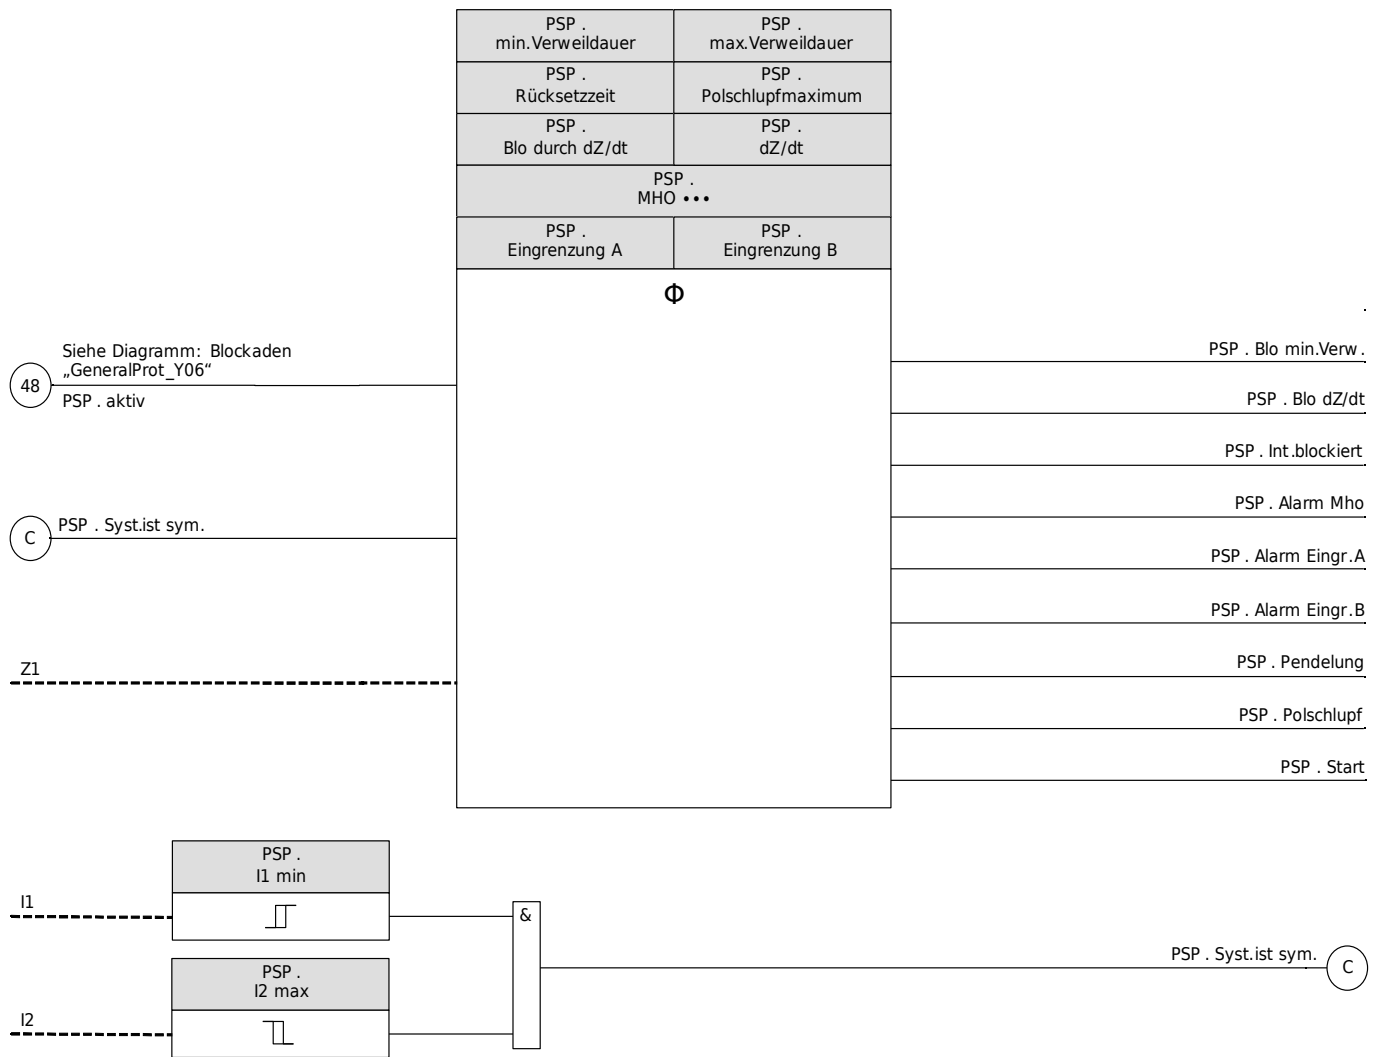 PSP .
min.Verweildauer
PSP .
max.Verweildauer
PSP .
Rücksetzzeit
PSP .
Polschlupfmaximum
PSP .
Blo durch dZ/dt
PSP .
dZ/dt
PSP .
MHO •••
PSP .
Eingrenzung A
PSP .
Eingrenzung B
Φ
48
Siehe Diagramm: Blockaden
„GeneralProt_Y06“
PSP . aktiv
C
PSP . Syst.ist sym.
Z1
.
PSP . Blo min.Verw.
PSP . Blo dZ/dt
PSP . Int.blockiert
PSP . Alarm Mho
PSP . Alarm Eingr.A
PSP . Alarm Eingr.B
PSP . Pendelung
PSP . Polschlupf
PSP . Start
I1
PSP .
I1 min
&
I2
PSP .
I2 max
PSP . Syst.ist sym.
C